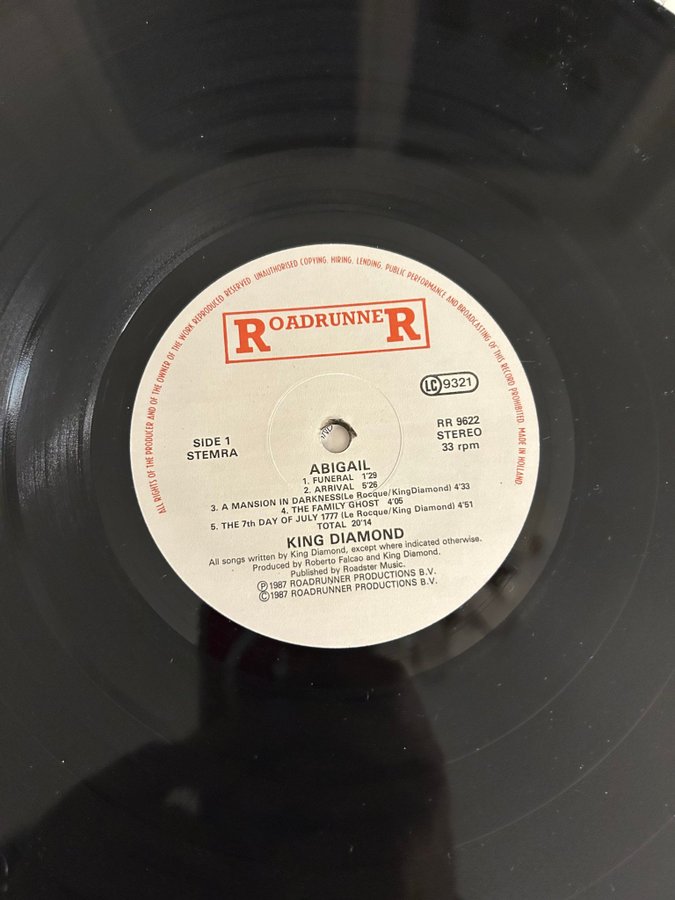 ALL RIGHTS OF THE PRODUCER AND OF THE OWNER OF THE WORK REPRODUCED RESERVED. UNAUTHORISED COPYING, HIRING, LENDING, PUBLIC PERFORMANCE AND BROADCASTING OF THIS RECORD PROHIBITED. MADE IN HOLLAND
ROADRUNNER
LC 9321
SIDE 1
STEMRA
RR 9622
STEREO
33 rpm
ABIGAIL
1. FUNERAL 1'29
2. ARRIVAL 5'26
3. A MANSION IN DARKNESS(Le Rocque/KingDiamond) 4'33
4. THE FAMILY GHOST 4'05
5. THE 7th DAY OF JULY 1777 (Le Rocque/King Diamond) 4'51
TOTAL 20'14
KING DIAMOND
All songs written by King Diamond, except where indicated otherwise.
Produced by Roberto Falcao and King Diamond.
Published by Roadster Music.
Ⓟ1987 ROADRUNNER PRODUCTIONS B.V.
©1987 ROADRUNNER PRODUCTIONS B.V.